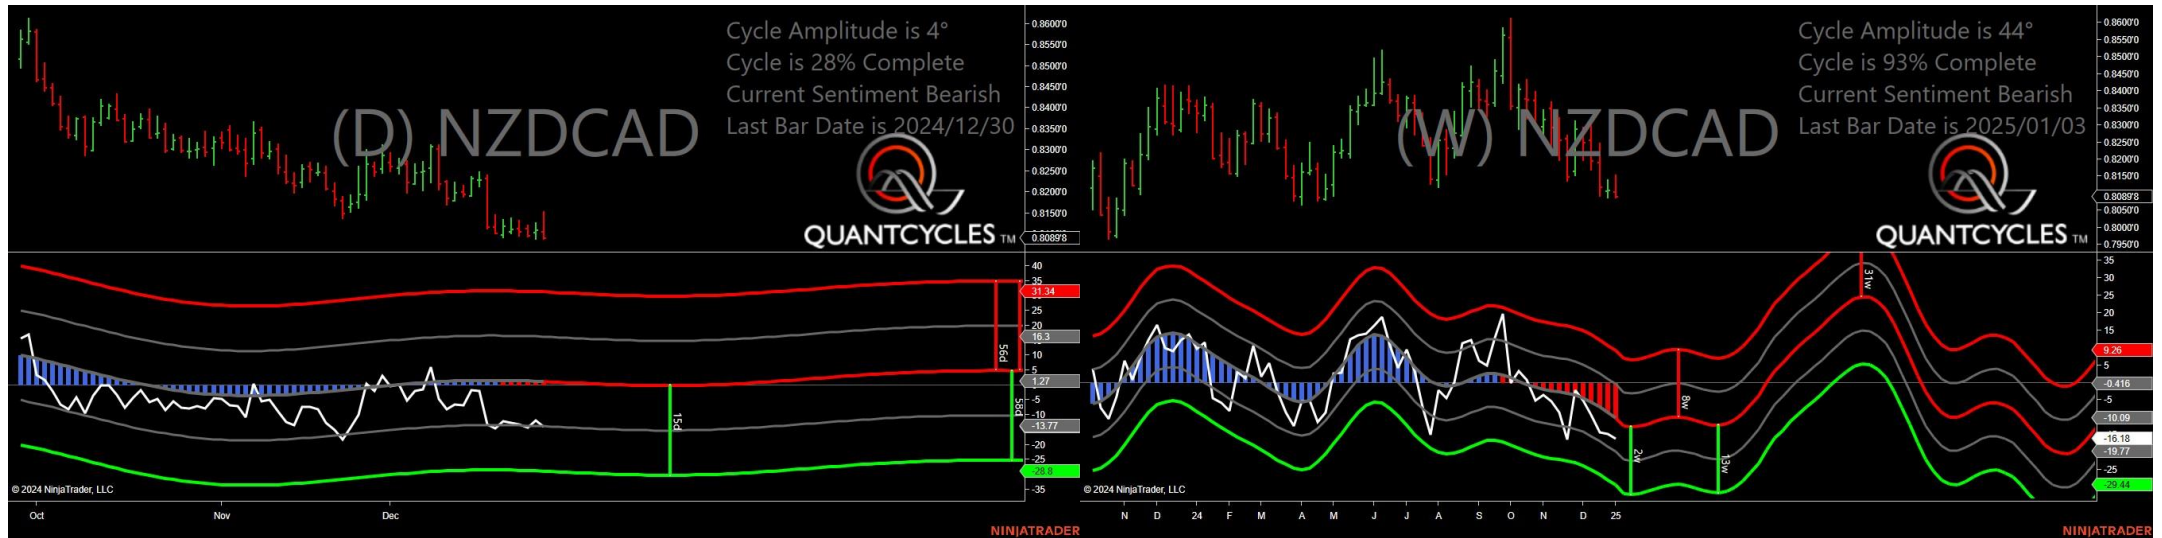 Cycle Amplitude is 4°
Cycle is 28% Complete
Current Sentiment Bearish
Last Bar Date is 2024/12/30
(D) NZDCAD
QUANTCYCLES TM
0.8600'0
0.8550'0
0.8500'0
0.8450'0
0.8400'0
0.8350'0
0.8300'0
0.8250'0
0.8200'0
0.8150'0
0.8089'8
40
35
31.34
25
20
16.3
10
5
1.27
-5
-10
-13.77
-20
-25
-28.8
-35
56d
58d
15d
© 2024 NinjaTrader, LLC
Oct Nov Dec
NINJATRADER
Cycle Amplitude is 44°
Cycle is 93% Complete
Current Sentiment Bearish
Last Bar Date is 2025/01/03
(W) NZDCAD
QUANTCYCLES TM
0.8600'0
0.8550'0
0.8500'0
0.8450'0
0.8400'0
0.8350'0
0.8300'0
0.8250'0
0.8200'0
0.8150'0
0.8089'8
0.8050'0
0.8000'0
0.7950'0
35
30
25
20
15
9.26
5
-0.416
-5
-10.09
-16.18
-19.77
-25
-29.44
31w
8w
2w
13w
© 2024 NinjaTrader, LLC
N D 24 F M A M J J A S O N D 25
NINJATRADER